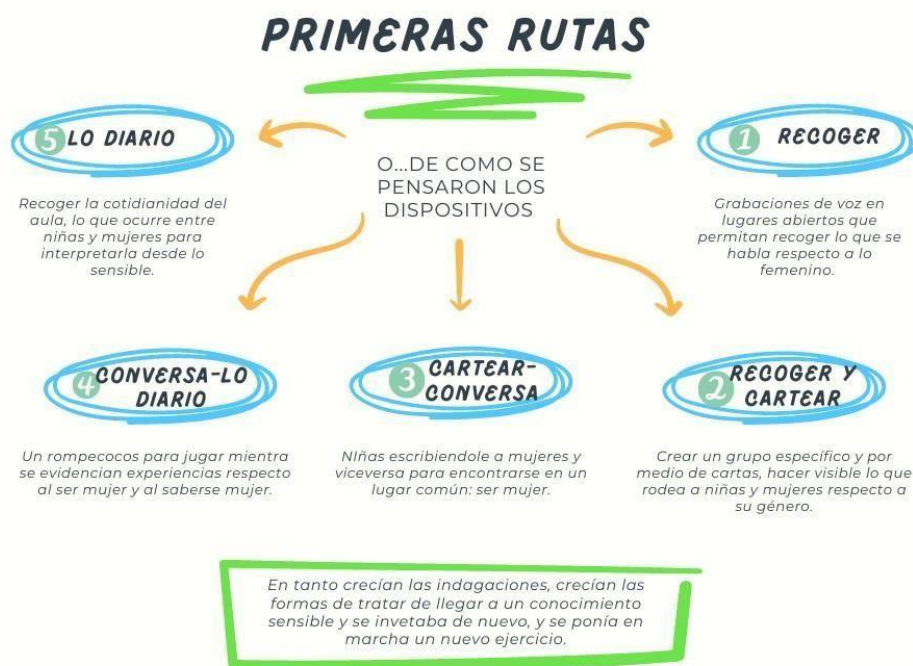 PRIMERAS RUTAS
O...DE COMO SE
PENSARON LOS
DISPOSITIVOS
1 RECOGER
Grabaciones de voz en
lugares abiertos que
permitan recoger lo que se
habla respecto a lo
femenino.
2 RECOGER Y
CARTEAR
Crear un grupo específico y por
medio de cartas, hacer visible lo que
rodea a niñas y mujeres respecto a
su género.
3 CARTEAR-
CONVERSA
NIñas escribiendole a mujeres y
viceversa para encontrarse en un
lugar común: ser mujer.
4 CONVERSA-LO
DIARIO
Un rompecocos para jugar mientra
se evidencian experiencias respecto
al ser mujer y al saberse mujer.
5 LO DIARIO
Recoger la cotidianidad del
aula, lo que ocurre entre
niñas y mujeres para
interpretarla desde lo
sensible.
En tanto crecían las indagaciones, crecían las
formas de tratar de llegar a un conocimiento
sensible y se invetaba de nuevo, y se ponía en
marcha un nuevo ejercicio.